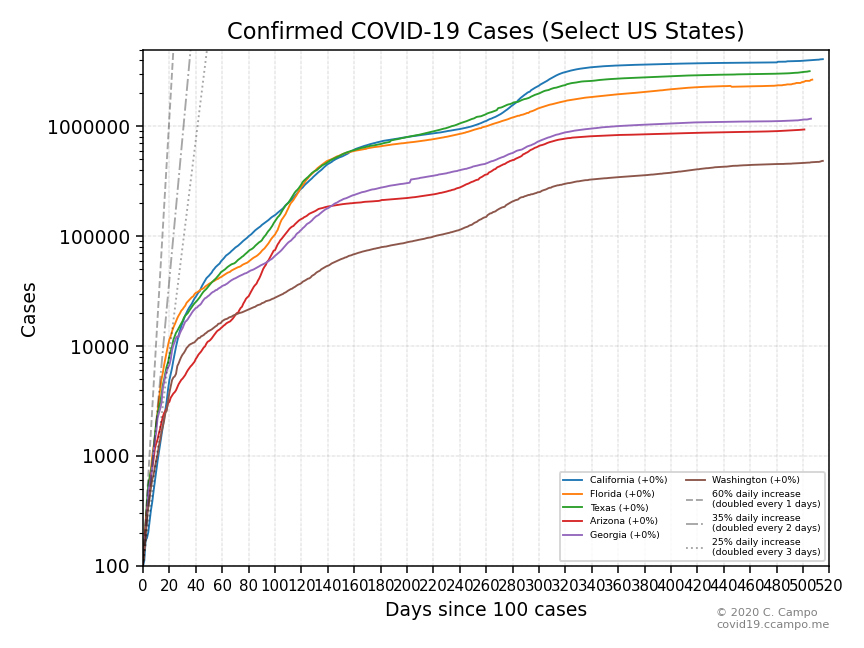 Confirmed COVID-19 Cases (Select US States)
Cases
1000000
100000
10000
1000
100
0 20 40 60 80 100 120 140 160 180 200 220 240 260 280 300 320 340 360 380 400 420 440 460 480 500 520
Days since 100 cases
California (+0%)
Florida (+0%)
Texas (+0%)
Arizona (+0%)
Georgia (+0%)
Washington (+0%)
60% daily increase
(doubled every 1 days)
35% daily increase
(doubled every 2 days)
25% daily increase
(doubled every 3 days)
© 2020 C. Campo
covid19.ccampo.me